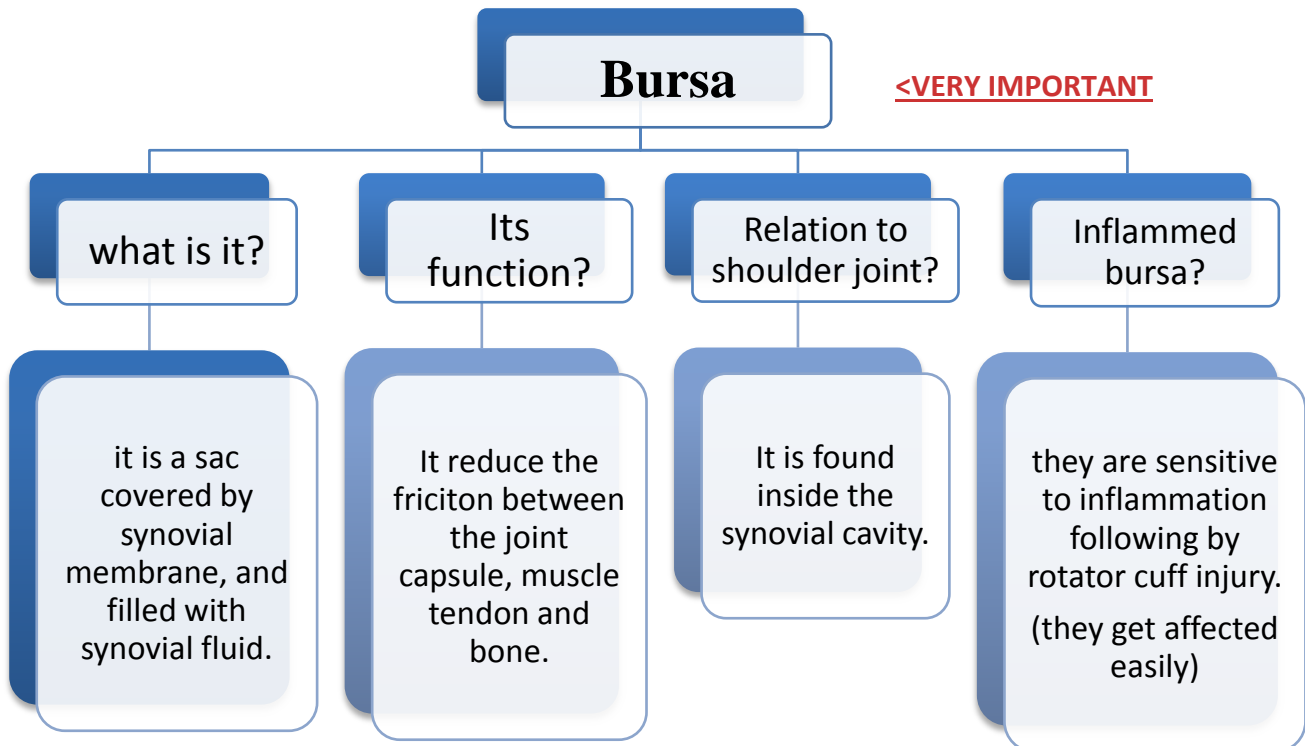 Bursa
<VERY IMPORTANT
what is it?
Its
function?
Relation to
shoulder joint?
Inflammed
bursa?
it is a sac
covered by
synovial
membrane, and
filled with
synovial fluid.
It reduce the
friciton between
the joint
capsule, muscle
tendon and
bone.
It is found
inside the
synovial cavity.
they are sensitive
to inflammation
following by
rotator cuff injury.
(they get affected
easily)